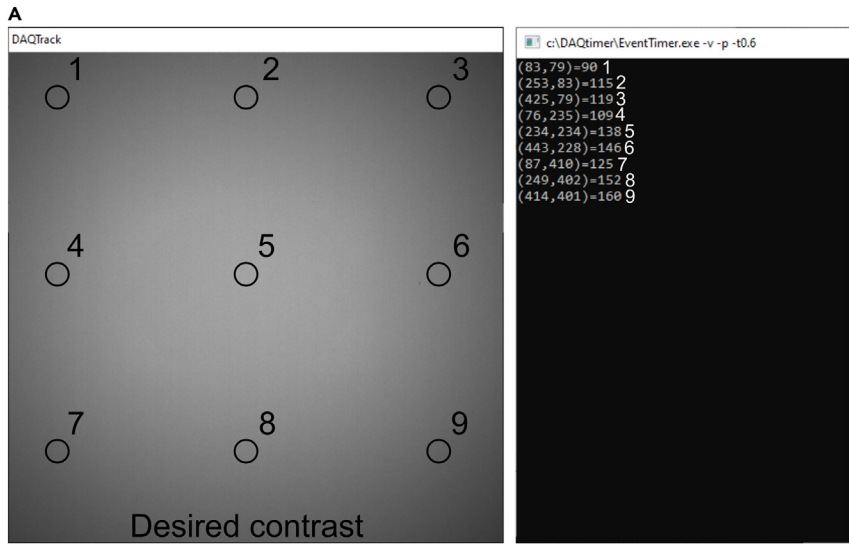 A
DAQTrack
1 2 3
4 5 6
7 8 9
Desired contrast
c:\DAQtimer\EventTimer.exe -v -p -t0.6
(83,79)=90 1
(253,83)=115 2
(425,79)=119 3
(76,235)=109 4
(234,234)=138 5
(443,228)=146 6
(87,410)=125 7
(249,402)=152 8
(414,401)=160 9